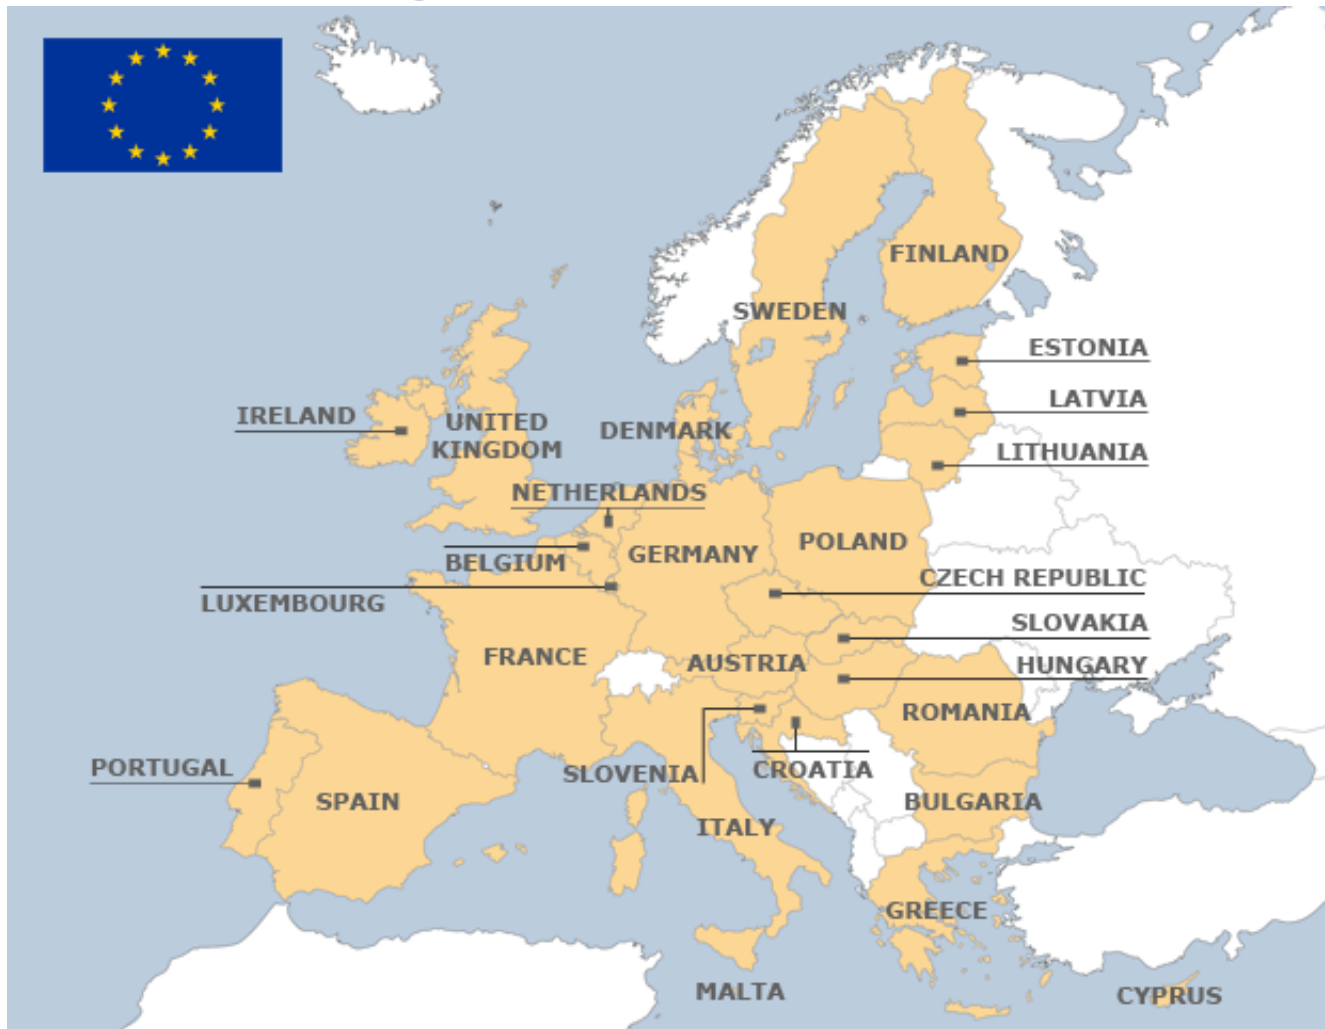 FINLAND
SWEDEN
ESTONIA
LATVIA
IRELAND
UNITED
KINGDOM
DENMARK
LITHUANIA
NETHERLANDS
POLAND
GERMANY
BELGIUM
CZECH REPUBLIC
LUXEMBOURG
SLOVAKIA
FRANCE
AUSTRIA
HUNGARY
ROMANIA
PORTUGAL
SLOVENIA
CROATIA
SPAIN
BULGARIA
ITALY
GREECE
MALTA
CYPRUS